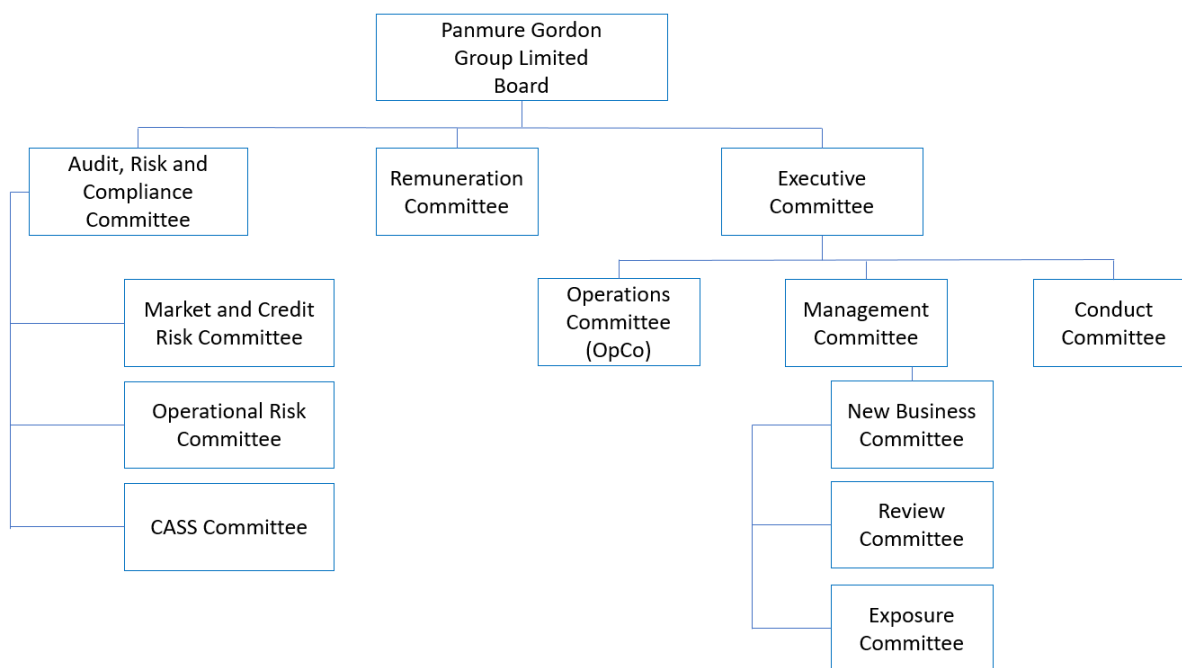 Panmure Gordon
Group Limited
Board
Audit, Risk and
Compliance
Committee
Remuneration
Committee
Executive
Committee
Operations
Committee
(OpCo)
Management
Committee
Conduct
Committee
Market and Credit
Risk Committee
Operational Risk
Committee
CASS Committee
New Business
Committee
Review
Committee
Exposure
Committee